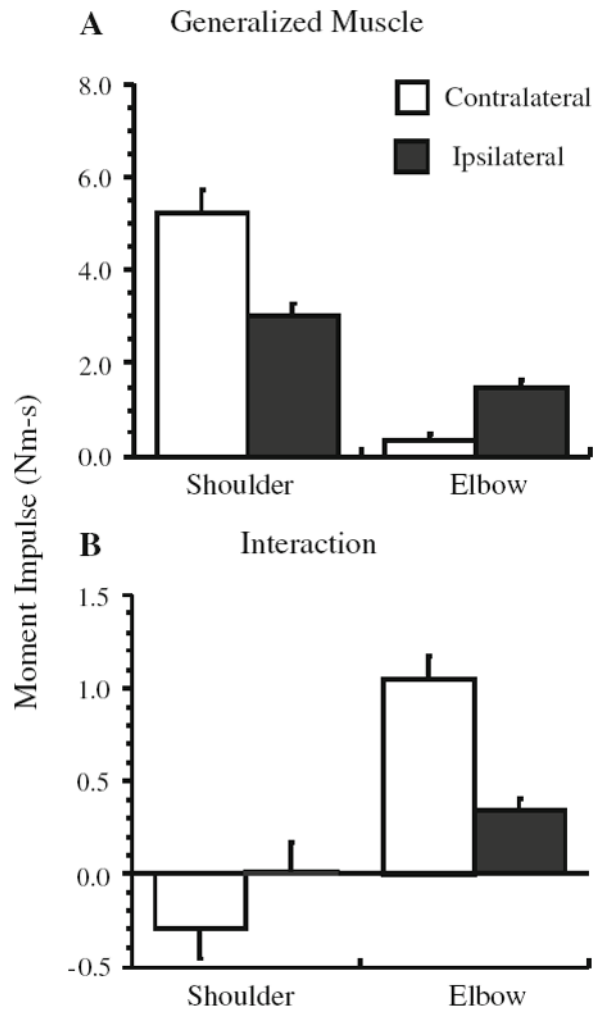 A Generalized Muscle
8.0
Contralateral
Ipsilateral
6.0
4.0
2.0
0.0
Shoulder Elbow
Moment Impulse (Nm-s)
B Interaction
1.5
1.0
0.5
0.0
-0.5
Shoulder Elbow